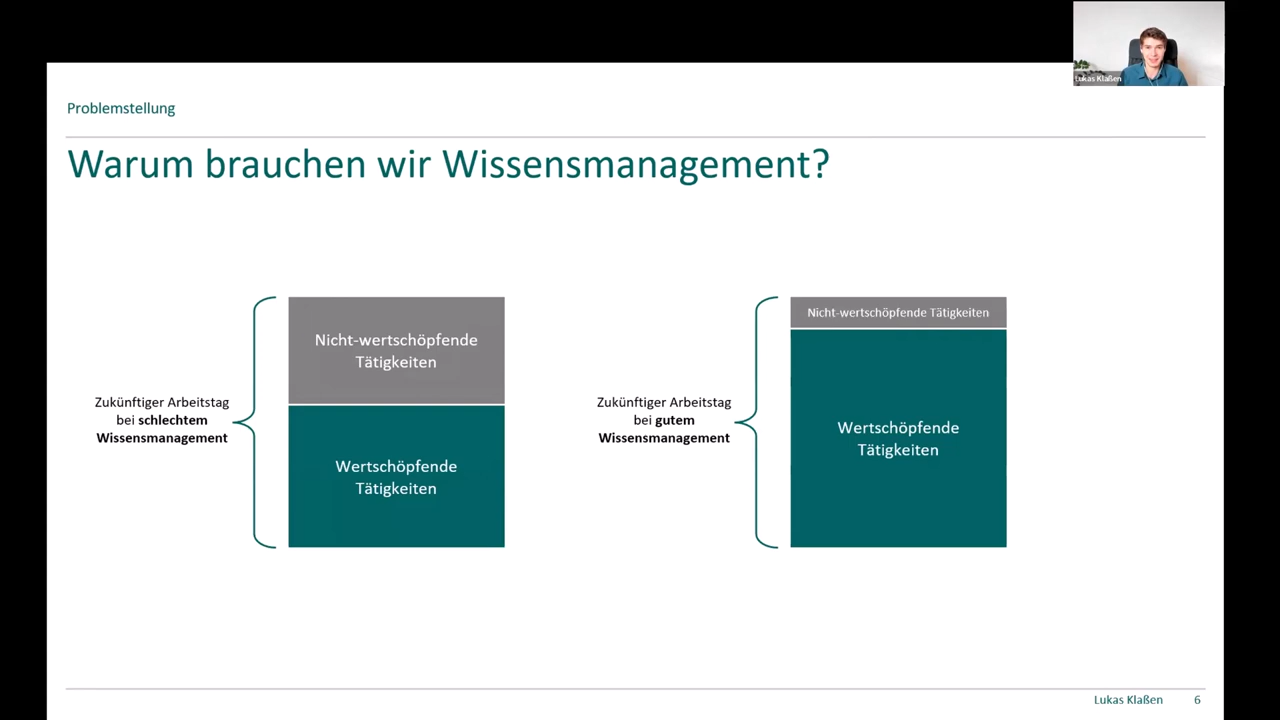 Lukas Klaßen
Problemstellung
Warum brauchen wir Wissensmanagement?
Zukünftiger Arbeitstag
bei schlechtem
Wissensmanagement
Nicht-wertschöpfende
Tätigkeiten
Wertschöpfende
Tätigkeiten
Zukünftiger Arbeitstag
bei gutem
Wissensmanagement
Nicht-wertschöpfende Tätigkeiten
Wertschöpfende
Tätigkeiten
Lukas Klaßen 6